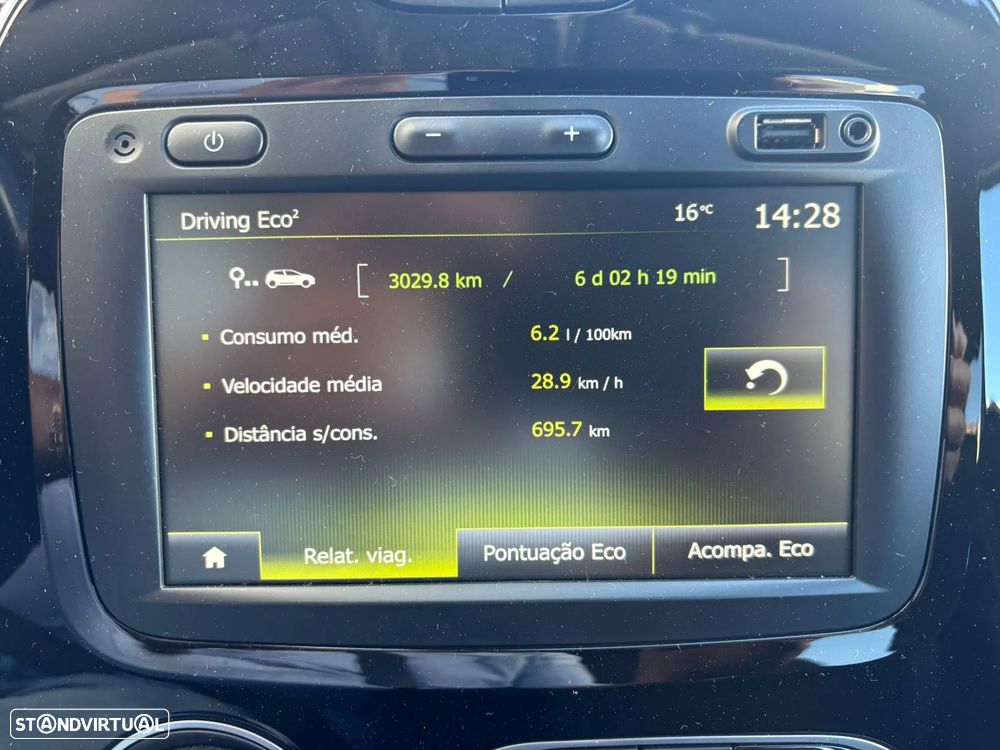 Driving Eco² 16°C 14:28
3029.8 km / 6 d 02 h 19 min
Consumo méd. 6.2 l / 100km
Velocidade média 28.9 km / h
Distância s/cons. 695.7 km
Relat. viag. Pontuação Eco Acompa. Eco
STANDVIRTUAL